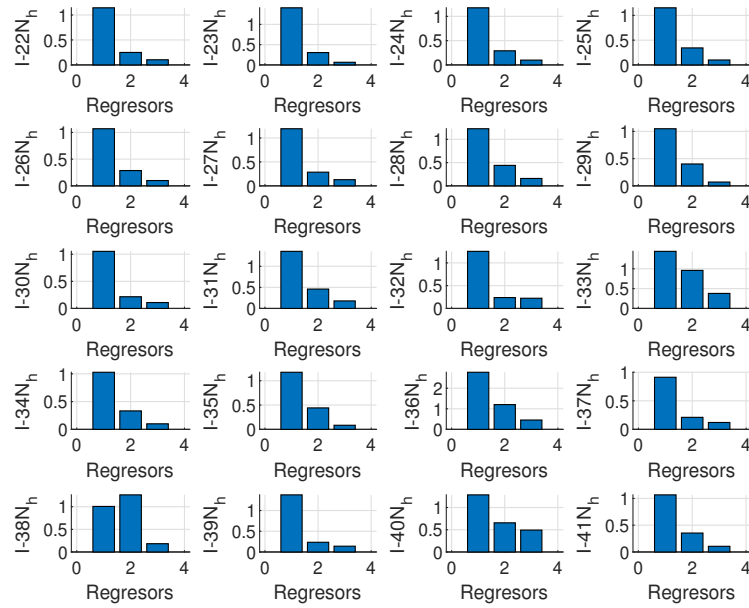 I-22N_h 1 0.5 0 0 2 4 Regresors
I-23N_h 1 0.5 0 0 2 4 Regresors
I-24N_h 1 0.5 0 0 2 4 Regresors
I-25N_h 1 0.5 0 0 2 4 Regresors
I-26N_h 1 0.5 0 0 2 4 Regresors
I-27N_h 1 0.5 0 0 2 4 Regresors
I-28N_h 1 0.5 0 0 2 4 Regresors
I-29N_h 1 0.5 0 0 2 4 Regresors
I-30N_h 1 0.5 0 0 2 4 Regresors
I-31N_h 1 0.5 0 0 2 4 Regresors
I-32N_h 1 0.5 0 0 2 4 Regresors
I-33N_h 1 0.5 0 0 2 4 Regresors
I-34N_h 1 0.5 0 0 2 4 Regresors
I-35N_h 1 0.5 0 0 2 4 Regresors
I-36N_h 2 1 0 0 2 4 Regresors
I-37N_h 1 0.5 0 0 2 4 Regresors
I-38N_h 1 0.5 0 0 2 4 Regresors
I-39N_h 1 0.5 0 0 2 4 Regresors
I-40N_h 1 0.5 0 0 2 4 Regresors
I-41N_h 1 0.5 0 0 2 4 Regresors